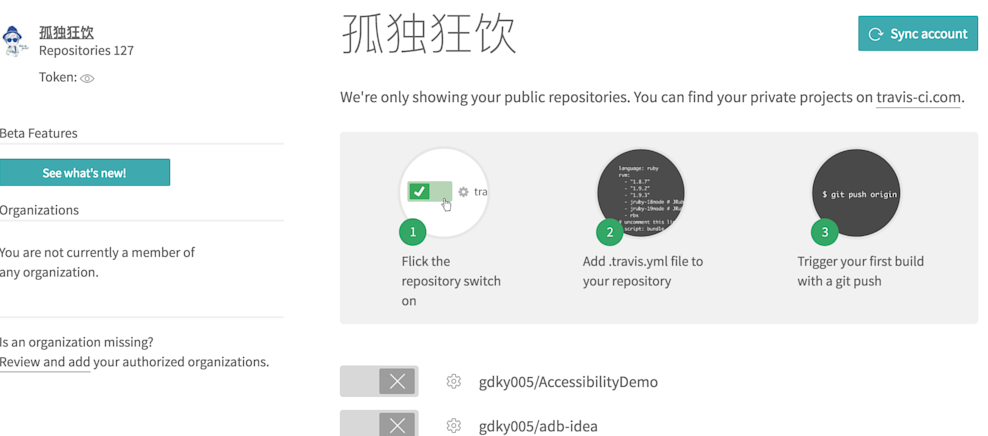 孤独狂饮
Repositories 127
Token:
Beta Features
See what's new!
Organizations
You are not currently a member of
any organization.
Is an organization missing?
Review and add your authorized organizations.
孤独狂饮
Sync account
We're only showing your public repositories. You can find your private projects on travis-ci.com.
tra
1
Flick the
repository switch
on
language: ruby
rvm:
- "1.8.7"
- "1.9.2"
- "1.9.3"
- jruby-18mode # JRub
- jruby-19mode # JRub
- rbx
# uncomment this li
script: bundle
2
Add .travis.yml file to
your repository
$ git push origin
3
Trigger your first build
with a git push
gdky005/AccessibilityDemo
gdky005/adb-idea